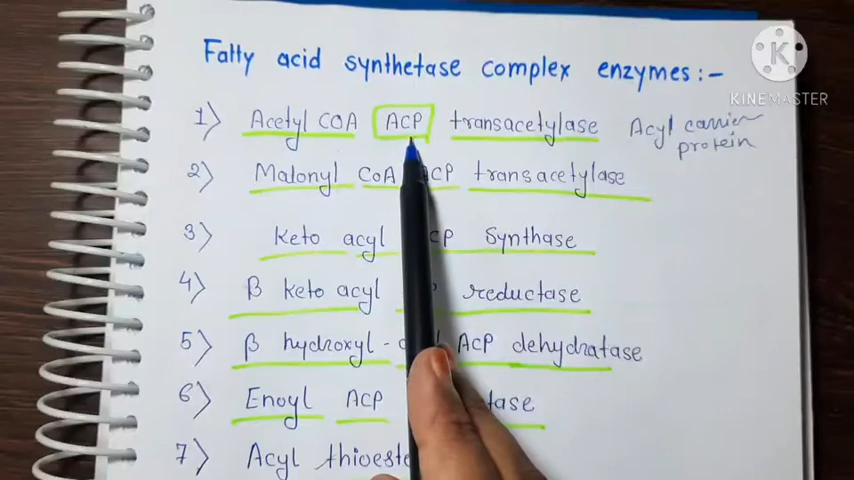 Fatty acid synthetase complex enzymes :-
1) Acetyl COA ACP transacetylase Acyl carrier protein
2) Malonyl CoA ACP transacetylase
3) Keto acyl synthase
4) β keto acyl reductase
5) β hydroxyl - ACP dehydratase
6) Enoyl ACP
7) Acyl
K
KINEMASTER